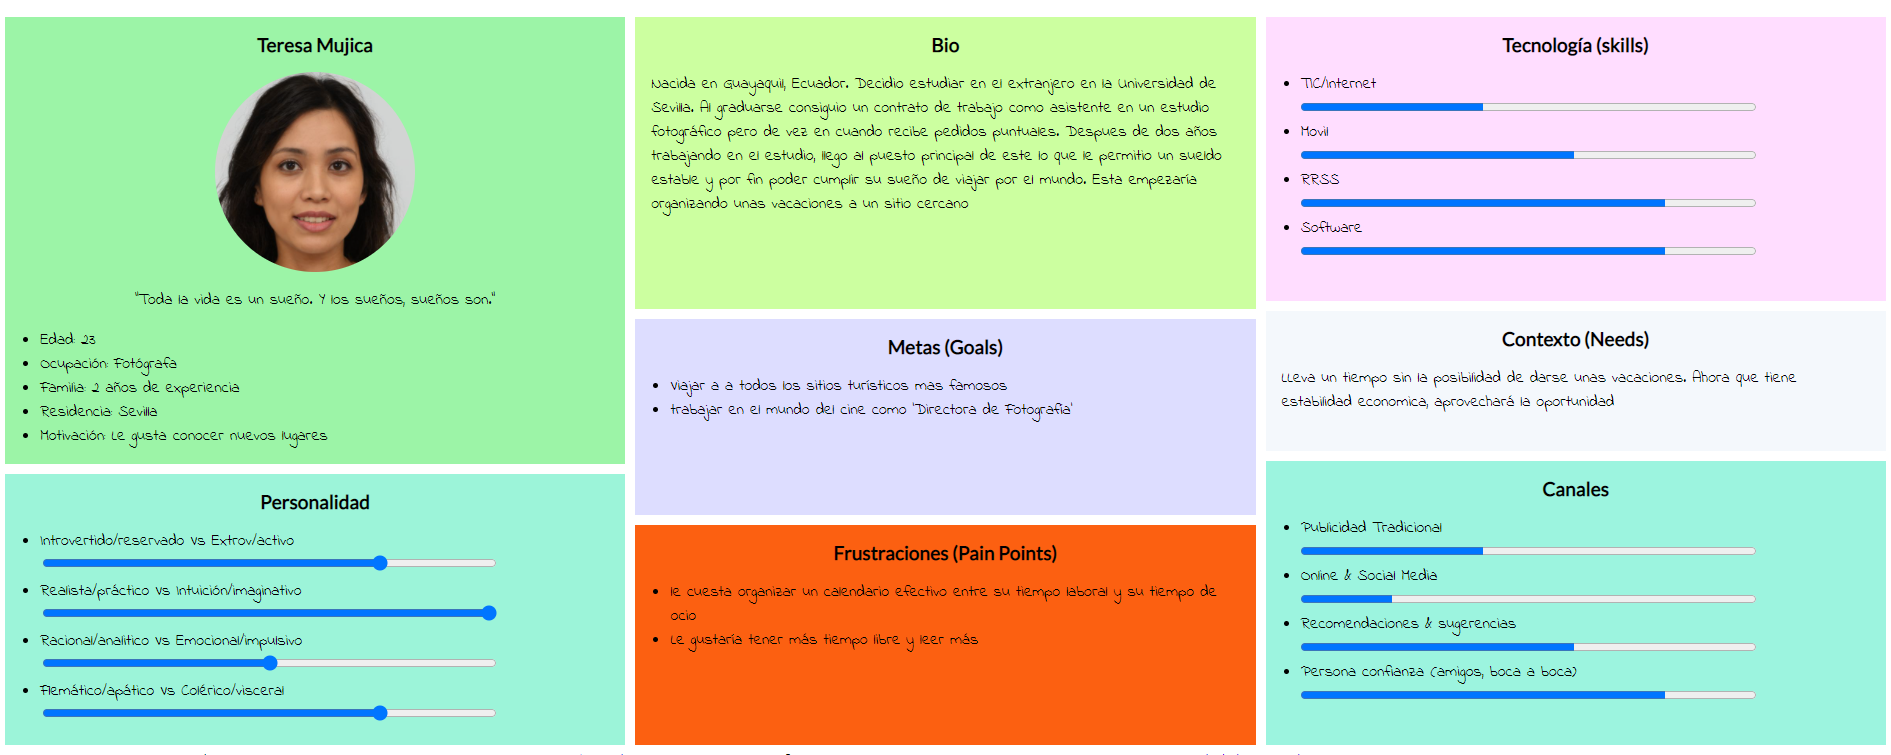 Teresa Mujica
"Toda la vida es un sueño. Y los sueños, sueños son."
Edad: 23
Ocupación: Fotógrafa
Familia: 2 años de experiencia
Residencia: Sevilla
Motivación: Le gusta conocer nuevos lugares
Personalidad
Introvertido/reservado Vs Extrov/activo
Realista/práctico Vs Intuición/imaginativo
Racional/analítico Vs Emocional/impulsivo
Flemático/apático Vs Colérico/visceral
Bio
Nacida en Guayaquil, Ecuador. Decidio estudiar en el extranjero en la Universidad de
Sevilla. Al graduarse consiguio un contrato de trabajo como asistente en un estudio
fotográfico pero de vez en cuando recibe pedidos puntuales. Despues de dos años
trabajando en el estudio, llego al puesto principal de este lo que le permitio un sueldo
estable y por fin poder cumplir su sueño de viajar por el mundo. Esta empezaría
organizando unas vacaciones a un sitio cercano
Metas (Goals)
Viajar a a todos los sitios turísticos mas famosos
trabajar en el mundo del cine como 'Directora de Fotografia'
Frustraciones (Pain Points)
le cuesta organizar un calendario efectivo entre su tiempo laboral y su tiempo de
ocio
Le gustaría tener más tiempo libre y leer más
Tecnología (skills)
TIC/Internet
Movil
RRSS
Software
Contexto (Needs)
LLeva un tiempo sin la posibilidad de darse unas vacaciones. Ahora que tiene
estabilidad economica, aprovechará la oportunidad
Canales
Publicidad Tradicional
Online & Social Media
Recomendaciones & sugerencias
Persona confianza (amigos, boca a boca)